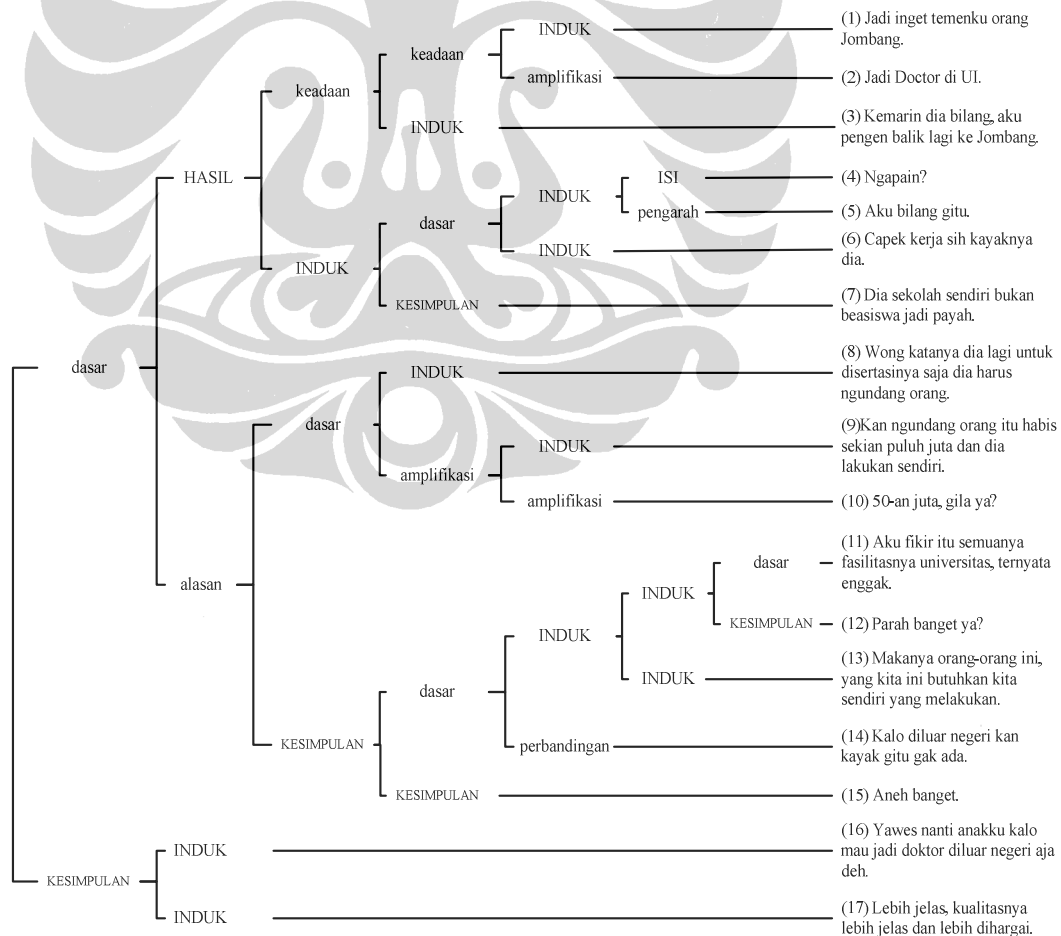 (1) Jadi inget temenku orang
Jombang.
INDUK
keadaan
amplifikasi
(2) Jadi Doctor di UI.
keadaan
INDUK
(3) Kemarin dia bilang, aku
pengen balik lagi ke Jombang.
HASIL
ISI
(4) Ngapain?
INDUK
pengarah
(5) Aku bilang gitu.
dasar
INDUK
(6) Capek kerja sih kayaknya
dia.
INDUK
KESIMPULAN
(7) Dia sekolah sendiri bukan
beasiswa jadi payah.
dasar
INDUK
(8) Wong katanya dia lagi untuk
disertasinya saja dia harus
ngundang orang.
dasar
INDUK
(9)Kan ngundang orang itu habis
sekian puluh juta dan dia
lakukan sendiri.
amplifikasi
amplifikasi
(10) 50-an juta, gila ya?
alasan
dasar
(11) Aku fikir itu semuanya
fasilitasnya universitas, ternyata
enggak.
INDUK
KESIMPULAN
(12) Parah banget ya?
INDUK
INDUK
(13) Makanya orang-orang ini,
yang kita ini butuhkan kita
sendiri yang melakukan.
dasar
perbandingan
(14) Kalo diluar negeri kan
kayak gitu gak ada.
KESIMPULAN
KESIMPULAN
(15) Aneh banget.
INDUK
(16) Yawes nanti anakku kalo
mau jadi doktor diluar negeri aja
deh.
KESIMPULAN
INDUK
(17) Lebih jelas, kualitasnya
lebih jelas dan lebih dihargai.